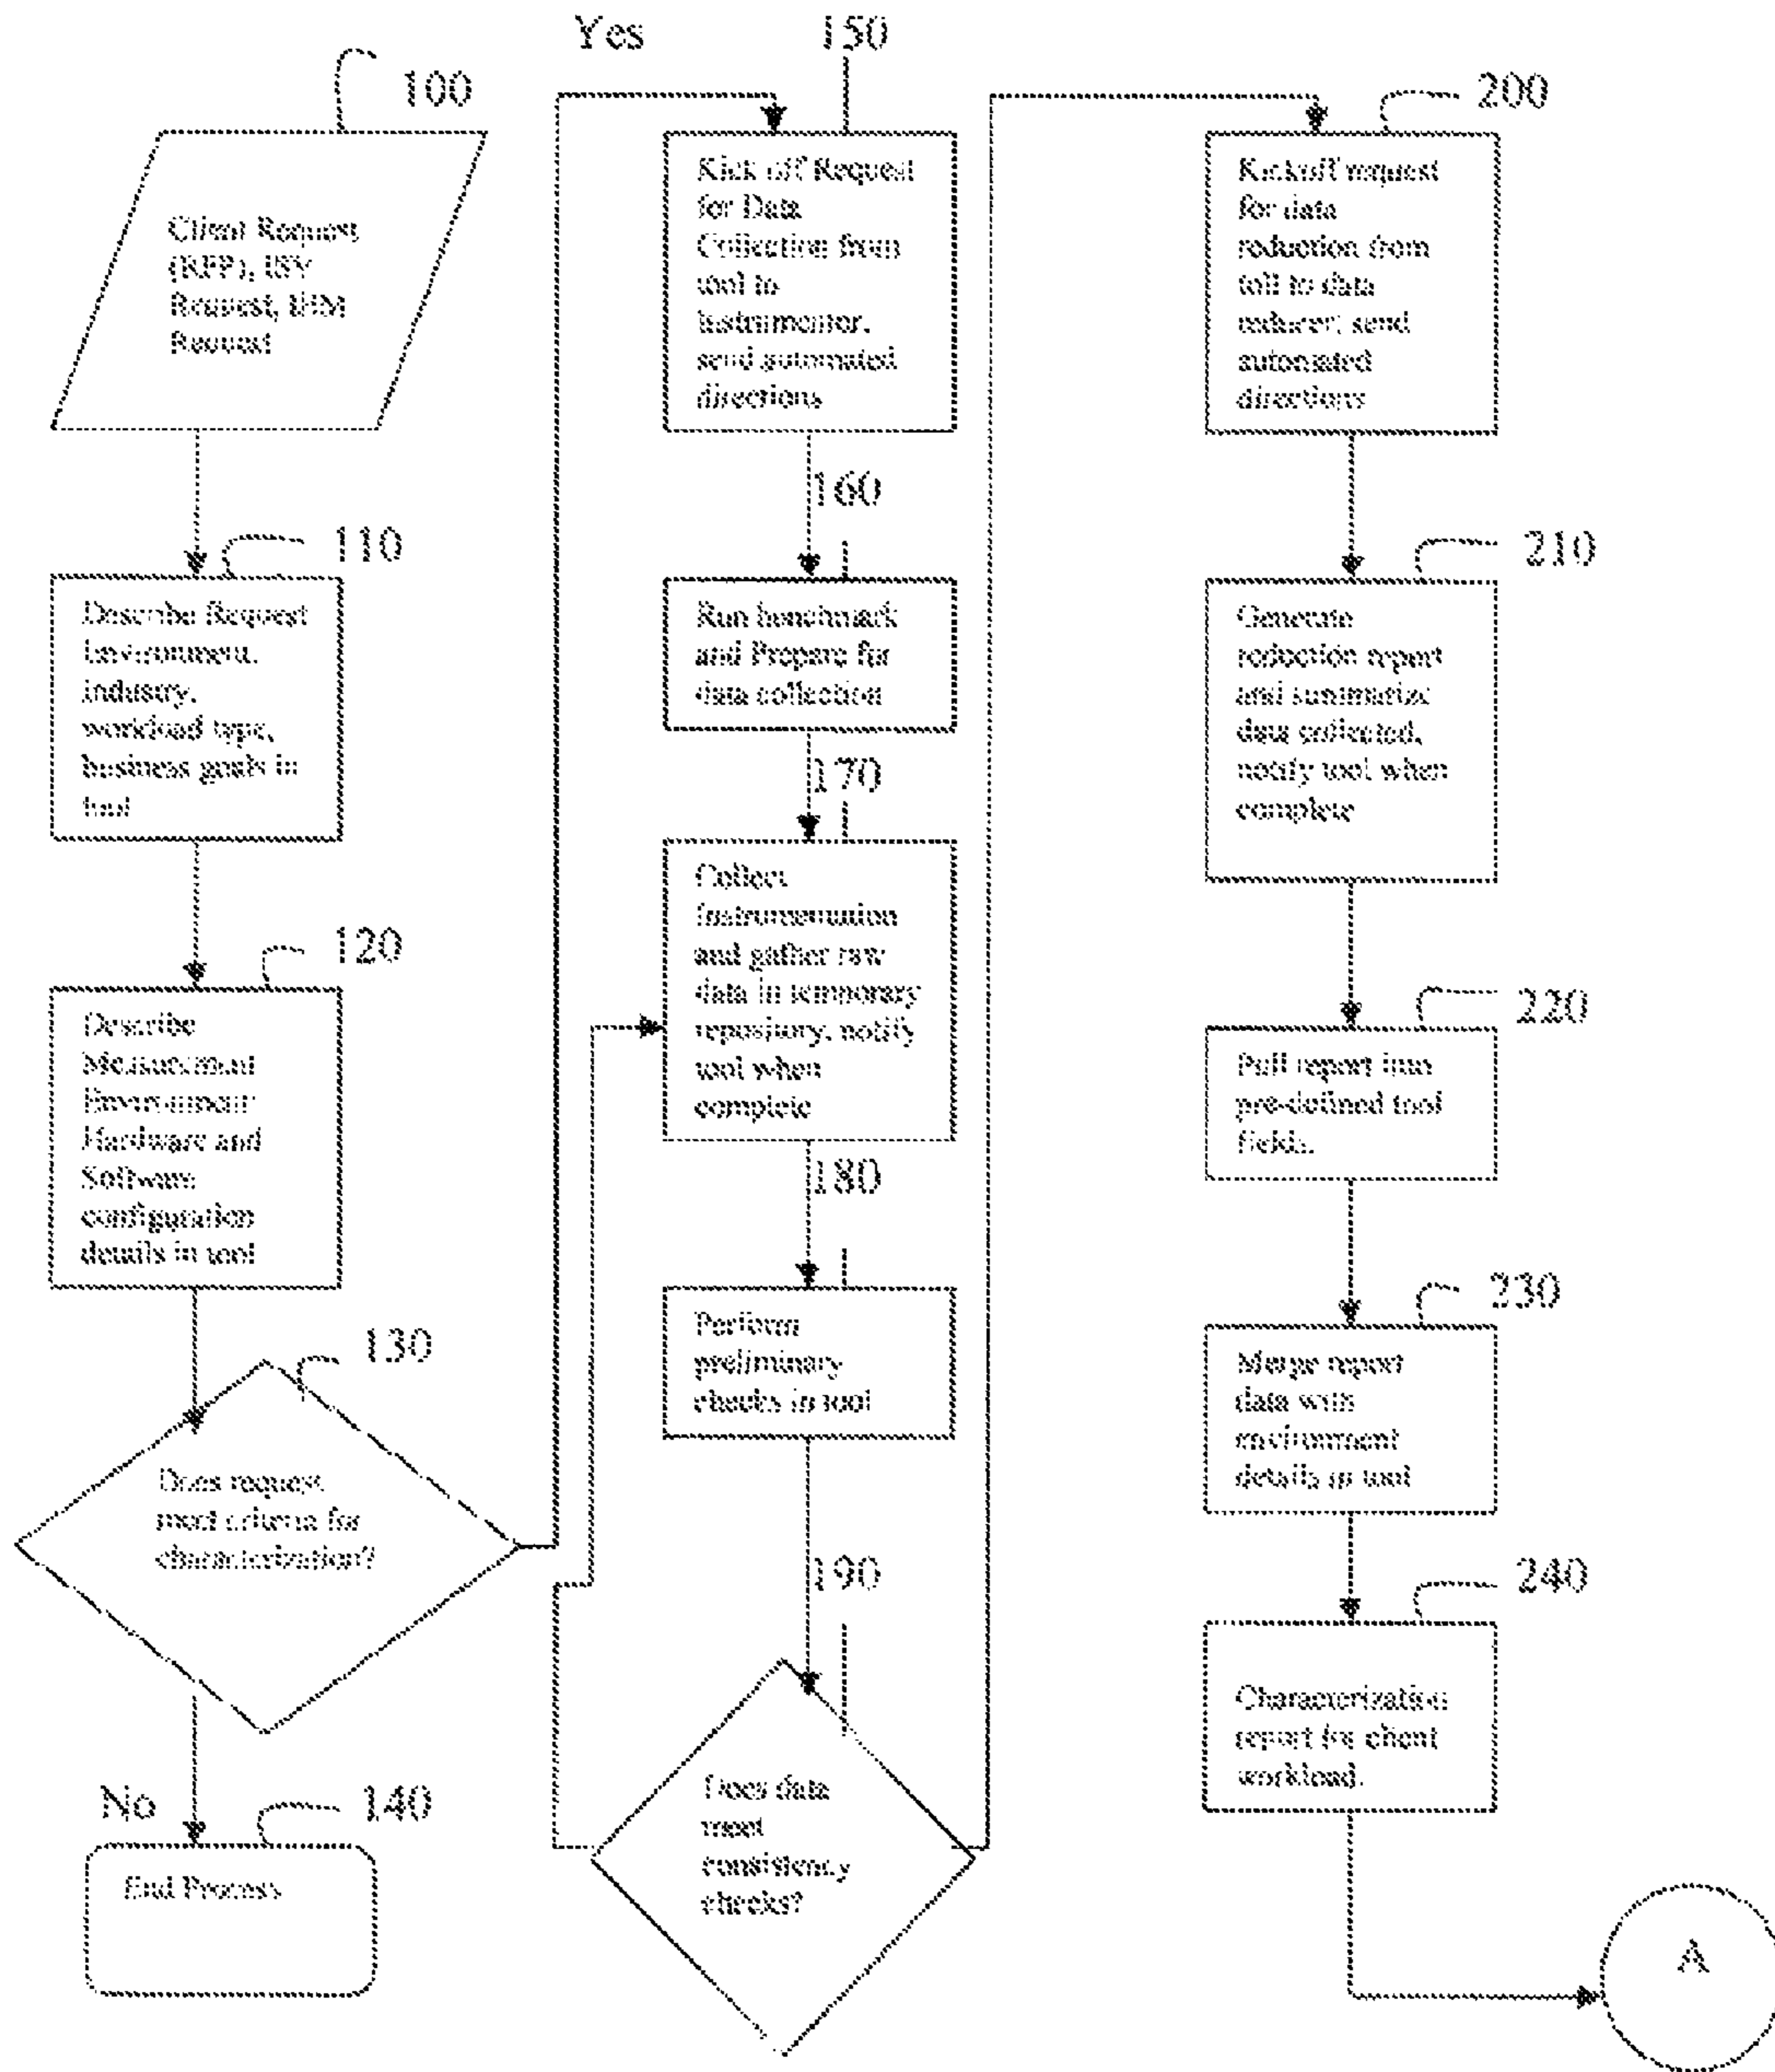 100
Client Request
(RFP), ISV
Request, IBM
Request
110
Describe Request
Environment,
industry,
workload type,
business goals in
tool
120
Describe
Measurement
Environment:
Hardware and
Software
configuration
details in tool
130
Does request
meet criteria for
characterization?
No
140
End Process
Yes
150
Kick off Request
for Data
Collection from
tool to
Instrumentor,
send automated
directions
160
Run benchmark
and Prepare for
data collection
170
Collect
Instrumentation
and gather raw
data in temporary
repository, notify
tool when
complete
180
Perform
preliminary
checks in tool
190
Does data
meet
consistency
checks?
200
Kickoff request
for data
reduction from
toll to data
reducer; send
automated
directions
210
Generate
reduction report
and summarize
data collected,
notify tool when
complete
220
Pull report into
pre-defined tool
fields.
230
Merge report
data with
environment
details in tool
240
Characterization
report for client
workload.
A